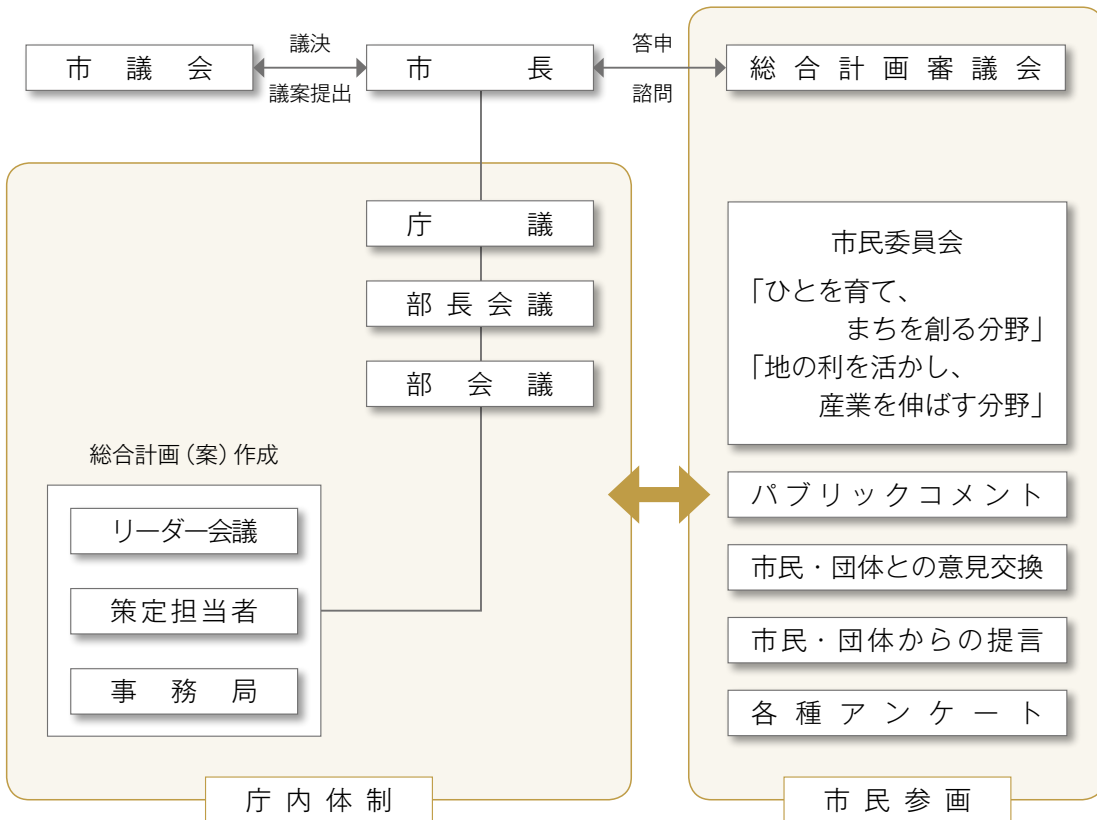 市議会
議決
議案提出
市長
答申
諮問
総合計画審議会
庁議
部長会議
部会議
総合計画（案）作成
リーダー会議
策定担当者
事務局
庁内体制
市民委員会
「ひとを育て、
まちを創る分野」
「地の利を活かし、
産業を伸ばす分野」
パブリックコメント
市民・団体との意見交換
市民・団体からの提言
各種アンケート
市民参画